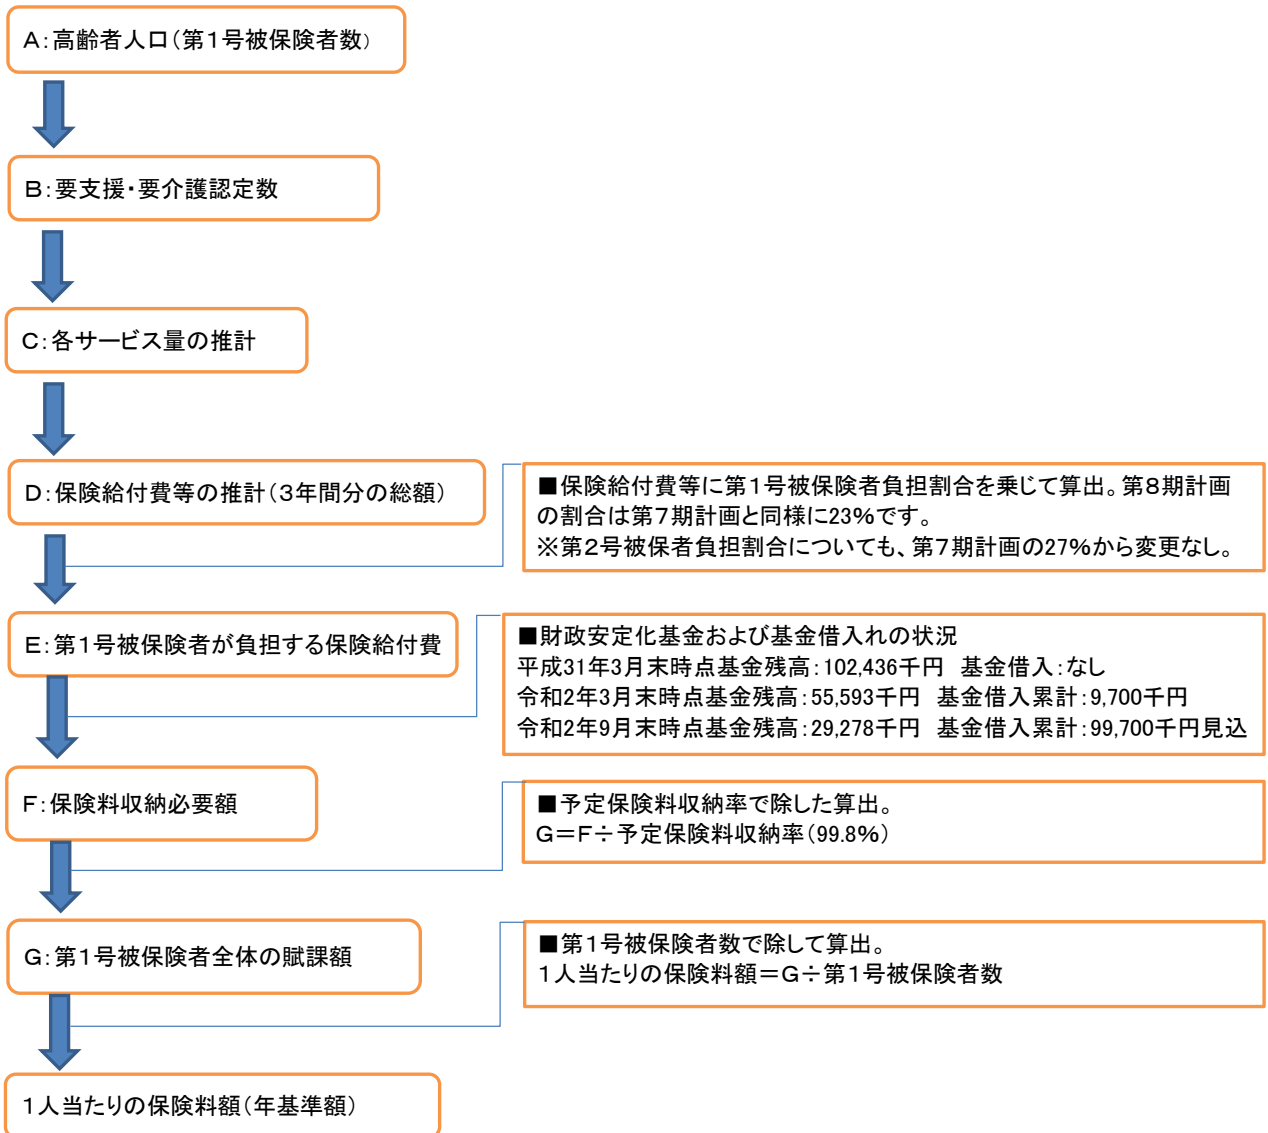 A：高齢者人口（第１号被保険者数）
B：要支援・要介護認定数
C：各サービス量の推計
D：保険給付費等の推計（３年間分の総額）
■保険給付費等に第１号被保険者負担割合を乗じて算出。第８期計画
の割合は第７期計画と同様に23％です。
※第２号被保者負担割合についても、第７期計画の27％から変更なし。
E：第１号被保険者が負担する保険給付費
■財政安定化基金および基金借入れの状況
平成31年3月末時点基金残高：102,436千円　基金借入：なし
令和2年3月末時点基金残高：55,593千円　基金借入累計：9,700千円
令和2年9月末時点基金残高：29,278千円　基金借入累計：99,700千円見込
F：保険料収納必要額
■予定保険料収納率で除した算出。
G＝F÷予定保険料収納率（99.8％）
G：第１号被保険者全体の賦課額
■第１号被保険者数で除して算出。
１人当たりの保険料額＝G÷第１号被保険者数
１人当たりの保険料額（年基準額）